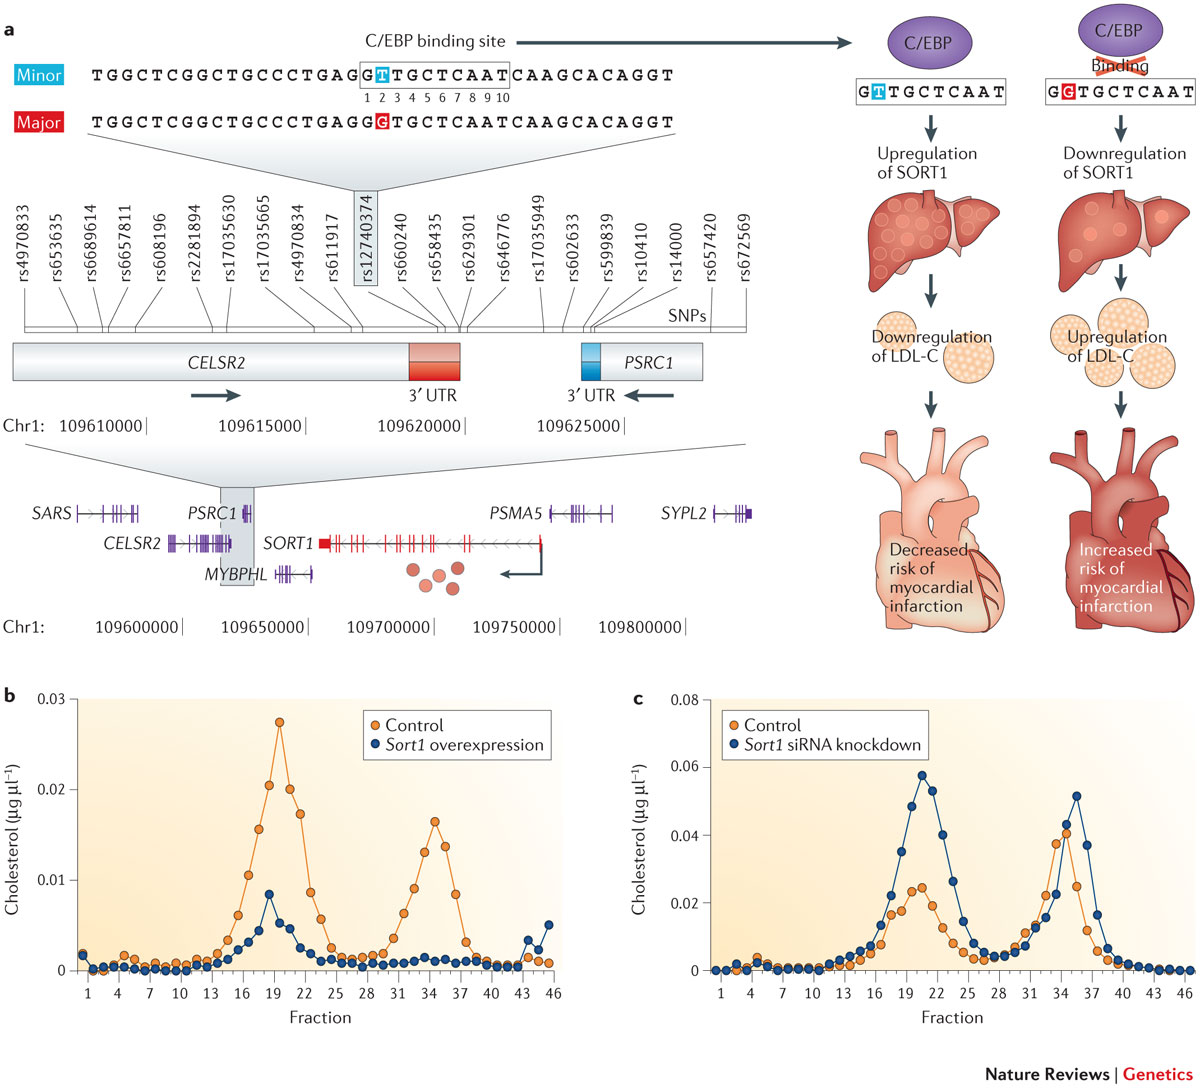 a
C/EBP binding site
Minor
TGGCTCGGCTGCCCTGAGGTTGCTCAATCAAGCACAGGT
1 2 3 4 5 6 7 8 9 10
Major
TGGCTCGGCTGCCCTGAGGGTGCTCAATCAAGCACAGGT
rs4970833
rs653635
rs6689614
rs6657811
rs608196
rs2281894
rs17035630
rs17035665
rs4970834
rs611917
rs12740374
rs660240
rs658435
rs629301
rs646776
rs17035949
rs602633
rs599839
rs10410
rs14000
rs657420
rs672569
SNPs
CELSR2
PSRC1
3′ UTR
3′ UTR
Chr1: 109610000 109615000 109620000 109625000
SARS
PSRC1
PSMA5
SYPL2
CELSR2
SORT1
MYBPHL
Chr1: 109600000 109650000 109700000 109750000 109800000
C/EBP
GTTGCTCAAT
Upregulation
of SORT1
Downregulation
of LDL-C
Decreased
risk of
myocardial
infarction
C/EBP
Binding
GGTGCTCAAT
Downregulation
of SORT1
Upregulation
of LDL-C
Increased
risk of
myocardial
infarction
b
Cholesterol (µg µl⁻¹)
0.03
0.02
0.01
0
Control
Sort1 overexpression
1 4 7 10 13 16 19 22 25 28 31 34 37 40 43 46
Fraction
c
Cholesterol (µg µl⁻¹)
0.08
0.06
0.04
0.02
0
Control
Sort1 siRNA knockdown
1 4 7 10 13 16 19 22 25 28 31 34 37 40 43 46
Fraction
Nature Reviews | Genetics